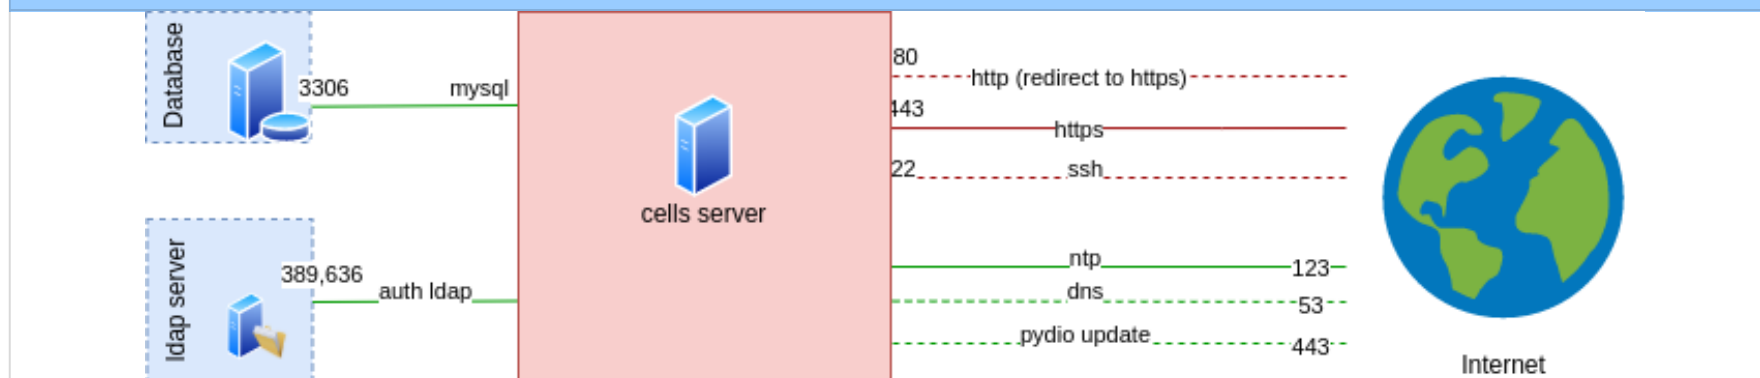 Database
3306
mysql
80
http (redirect to https)
443
https
22
ssh
cells server
ldap server
389,636
auth ldap
ntp
123
dns
53
pydio update
443
Internet